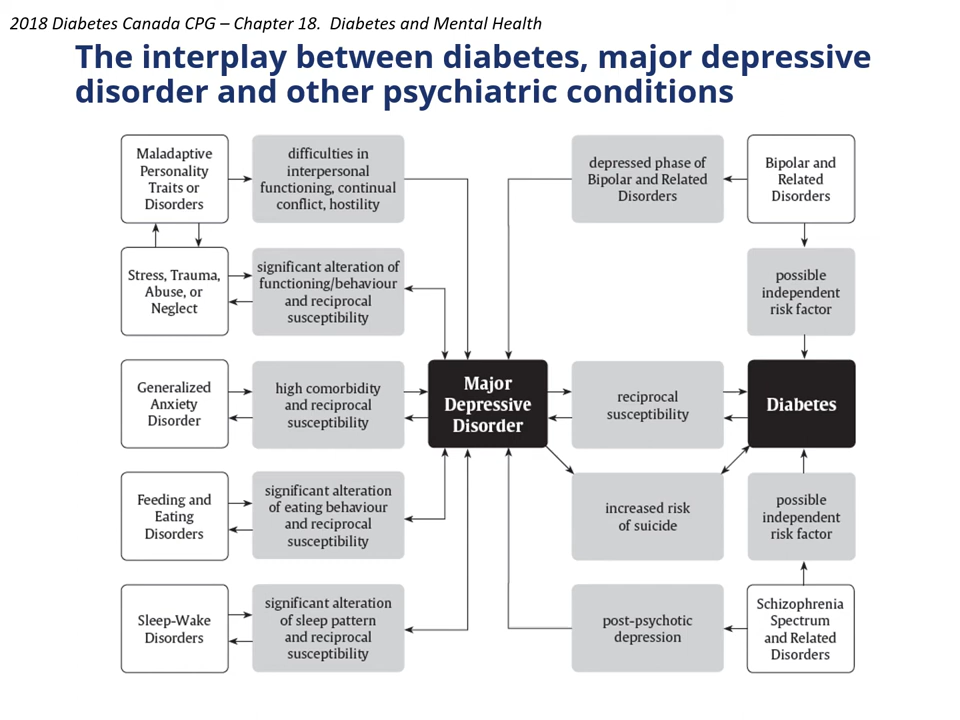 2018 Diabetes Canada CPG – Chapter 18.  Diabetes and Mental Health
The interplay between diabetes, major depressive
disorder and other psychiatric conditions
Maladaptive
Personality
Traits or
Disorders
difficulties in
interpersonal
functioning, continual
conflict, hostility
depressed phase of
Bipolar and Related
Disorders
Bipolar and
Related
Disorders
Stress, Trauma,
Abuse, or
Neglect
significant alteration of
functioning/behaviour
and reciprocal
susceptibility
possible
independent
risk factor
Generalized
Anxiety
Disorder
high comorbidity
and reciprocal
susceptibility
Major
Depressive
Disorder
reciprocal
susceptibility
Diabetes
Feeding and
Eating
Disorders
significant alteration
of eating behaviour
and reciprocal
susceptibility
increased risk
of suicide
possible
independent
risk factor
Sleep-Wake
Disorders
significant alteration
of sleep pattern
and reciprocal
susceptibility
post-psychotic
depression
Schizophrenia
Spectrum
and Related
Disorders